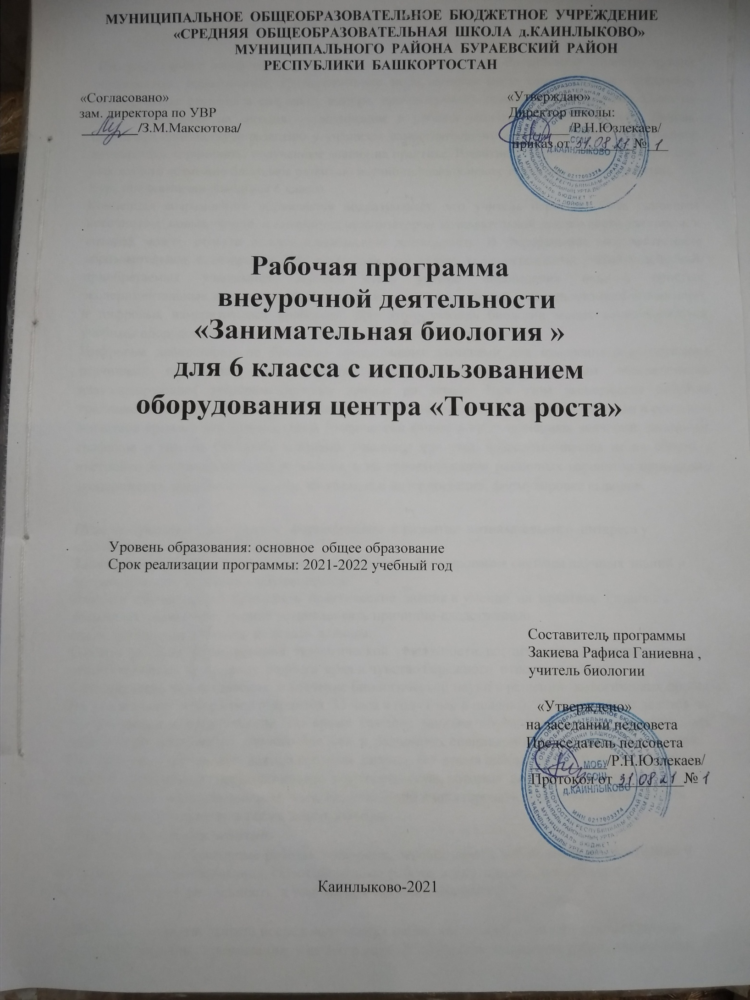 МУНИЦИПАЛЬНОЕ ОБЩЕОБРАЗОВАТЕЛЬНОЕ БЮДЖЕТНОЕ УЧРЕЖДЕНИЕ
«СРЕДНЯЯ ОБЩЕОБРАЗОВАТЕЛЬНАЯ ШКОЛА д.КАИНЛЫКОВО»
МУНИЦИПАЛЬНОГО РАЙОНА БУРАЕВСКИЙ РАЙОН
РЕСПУБЛИКИ БАШКОРТОСТАН
«Согласовано»
зам. директора по УВР
/З.М.Максютова/
«Утверждаю»
Директор школы:
/Р.Н.Юзлекаев/
приказ от 31.08.21 № 1
д.КАИНЛЫКОВО
ИНН 0217003374
Рабочая программа
внеурочной деятельности
«Занимательная биология »
для 6 класса с использованием
оборудования центра «Точка роста»
Уровень образования: основное общее образование
Срок реализации программы: 2021-2022 учебный год
Составитель программы
Закиева Рафиса Ганиевна ,
учитель биологии
«Утверждено»
на заседании педсовета
Председатель педсовета
/Р.Н.Юзлекаев/
Протокол от 31.08.21 № 1
МОБУ
СОШ
д.КАИНЛЫКОВО
ИНН 0217003374
Каинлыково-2021